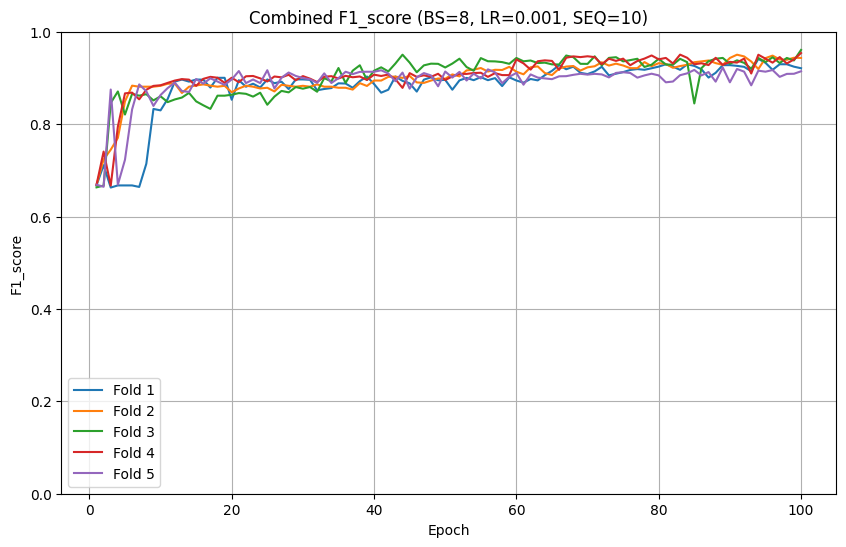 Combined F1_score (BS=8, LR=0.001, SEQ=10)
1.0
0.8
0.6
0.4
0.2
0.0
F1_score
Fold 1
Fold 2
Fold 3
Fold 4
Fold 5
0 20 40 60 80 100
Epoch